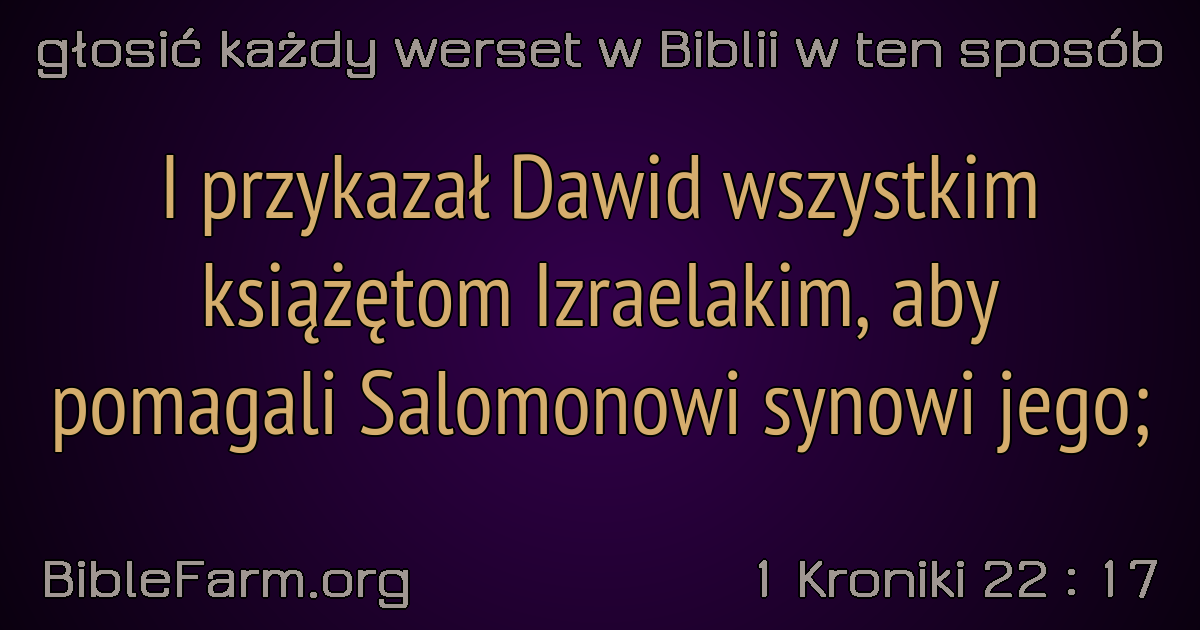 głosić każdy werset w Biblii w ten sposób
I przykazał Dawid wszystkim
książętom Izraelakim, aby
pomagali Salomonowi synowi jego;
BibleFarm.org
1 Kroniki 22 : 17